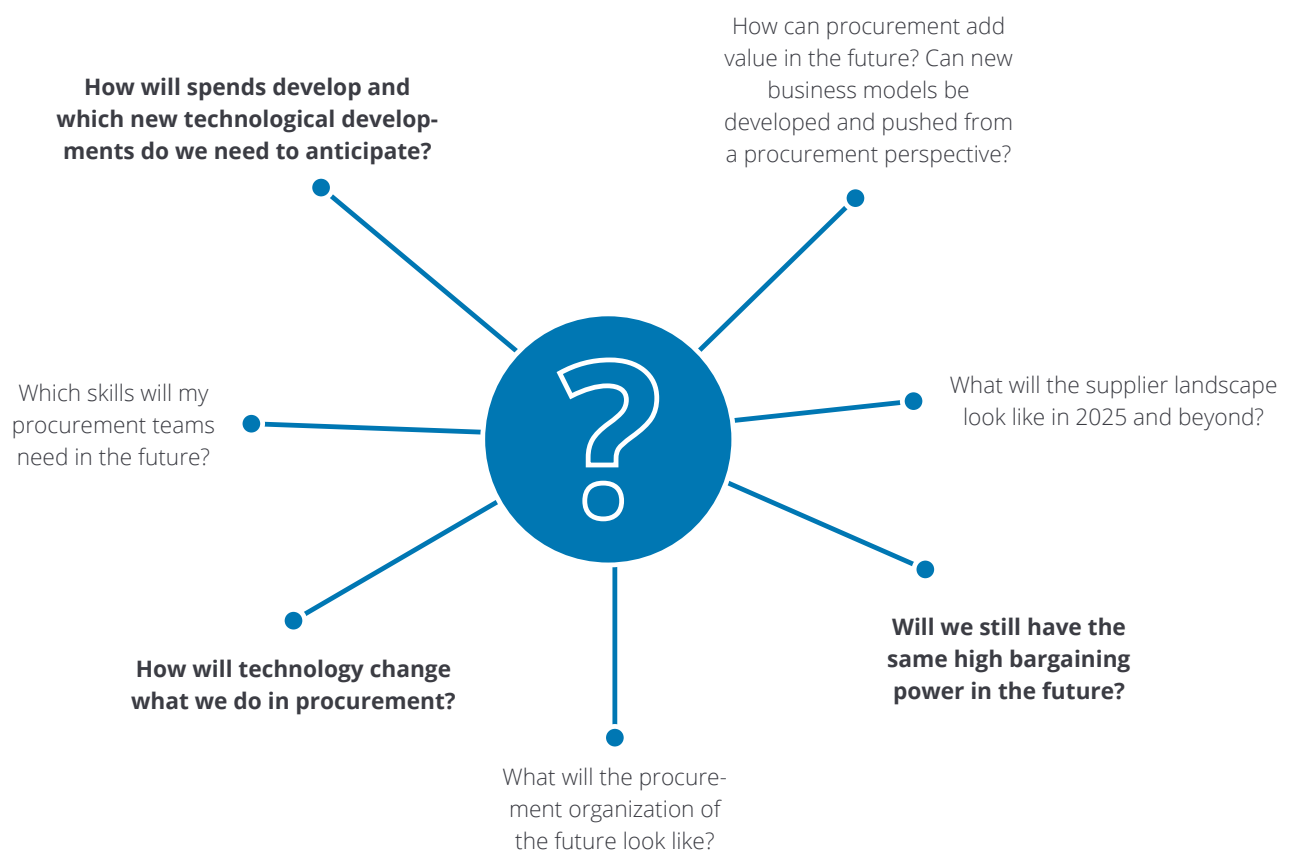 How can procurement add
value in the future? Can new
business models be
developed and pushed from
a procurement perspective?
How will spends develop and
which new technological develop-
ments do we need to anticipate?
What will the supplier landscape
look like in 2025 and beyond?
Which skills will my
procurement teams
need in the future?
?
Will we still have the
same high bargaining
power in the future?
How will technology change
what we do in procurement?
What will the procure-
ment organization of
the future look like?